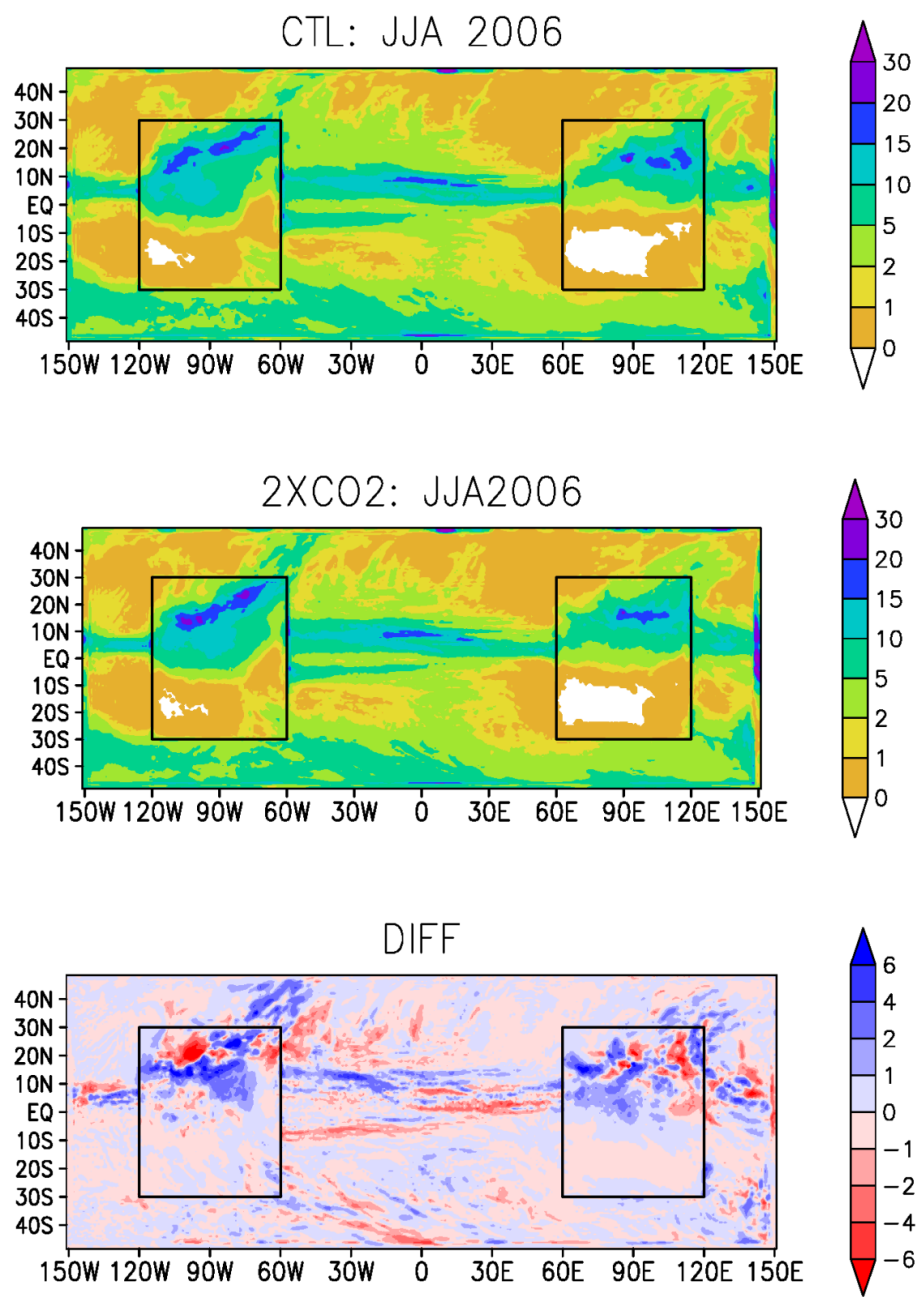 CTL: JJA 2006
40N
30N
20N
10N
EQ
10S
20S
30S
40S
150W 120W 90W 60W 30W 0 30E 60E 90E 120E 150E
30
20
15
10
5
2
1
0
2XCO2: JJA2006
40N
30N
20N
10N
EQ
10S
20S
30S
40S
150W 120W 90W 60W 30W 0 30E 60E 90E 120E 150E
30
20
15
10
5
2
1
0
DIFF
40N
30N
20N
10N
EQ
10S
20S
30S
40S
150W 120W 90W 60W 30W 0 30E 60E 90E 120E 150E
6
4
2
1
0
−1
−2
−4
−6